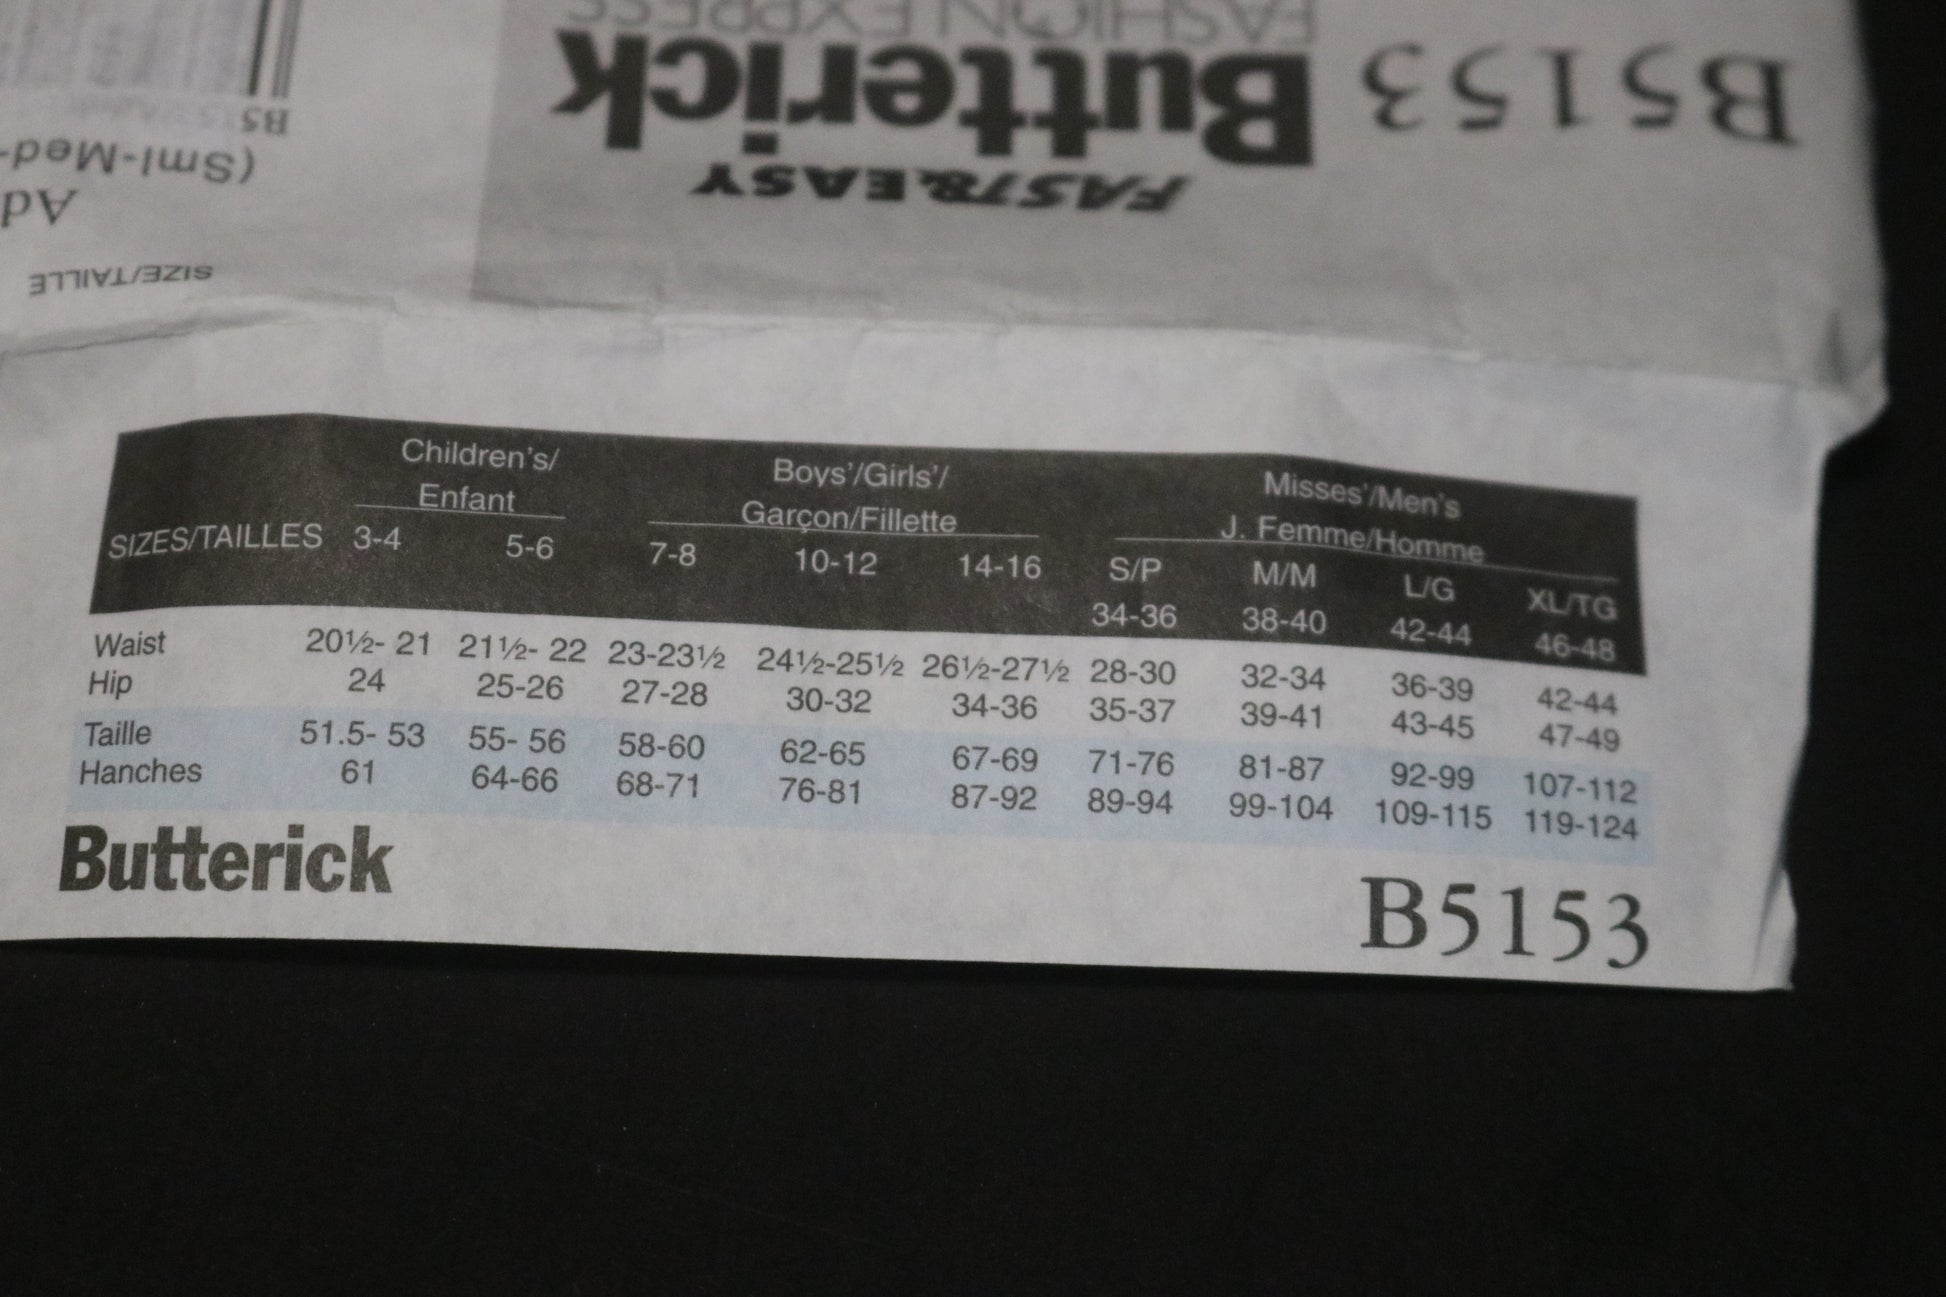 FASHION EXPRESS
Butterick
FAST&EASY
B5153
B5
(Sml-Med-
Ad
SIZE/TAILLE
Children's/ Boys'/Girls'/ Misses'/Men's
Enfant Garçon/Fillette J. Femme/Homme
SIZES/TAILLES 3-4 5-6 7-8 10-12 14-16 S/P M/M L/G XL/TG
34-36 38-40 42-44 46-48
Waist 20½- 21 21½- 22 23-23½ 24½-25½ 26½-27½ 28-30 32-34 36-39 42-44
Hip 24 25-26 27-28 30-32 34-36 35-37 39-41 43-45 47-49
Taille 51.5- 53 55- 56 58-60 62-65 67-69 71-76 81-87 92-99 107-112
Hanches 61 64-66 68-71 76-81 87-92 89-94 99-104 109-115 119-124
Butterick B5153